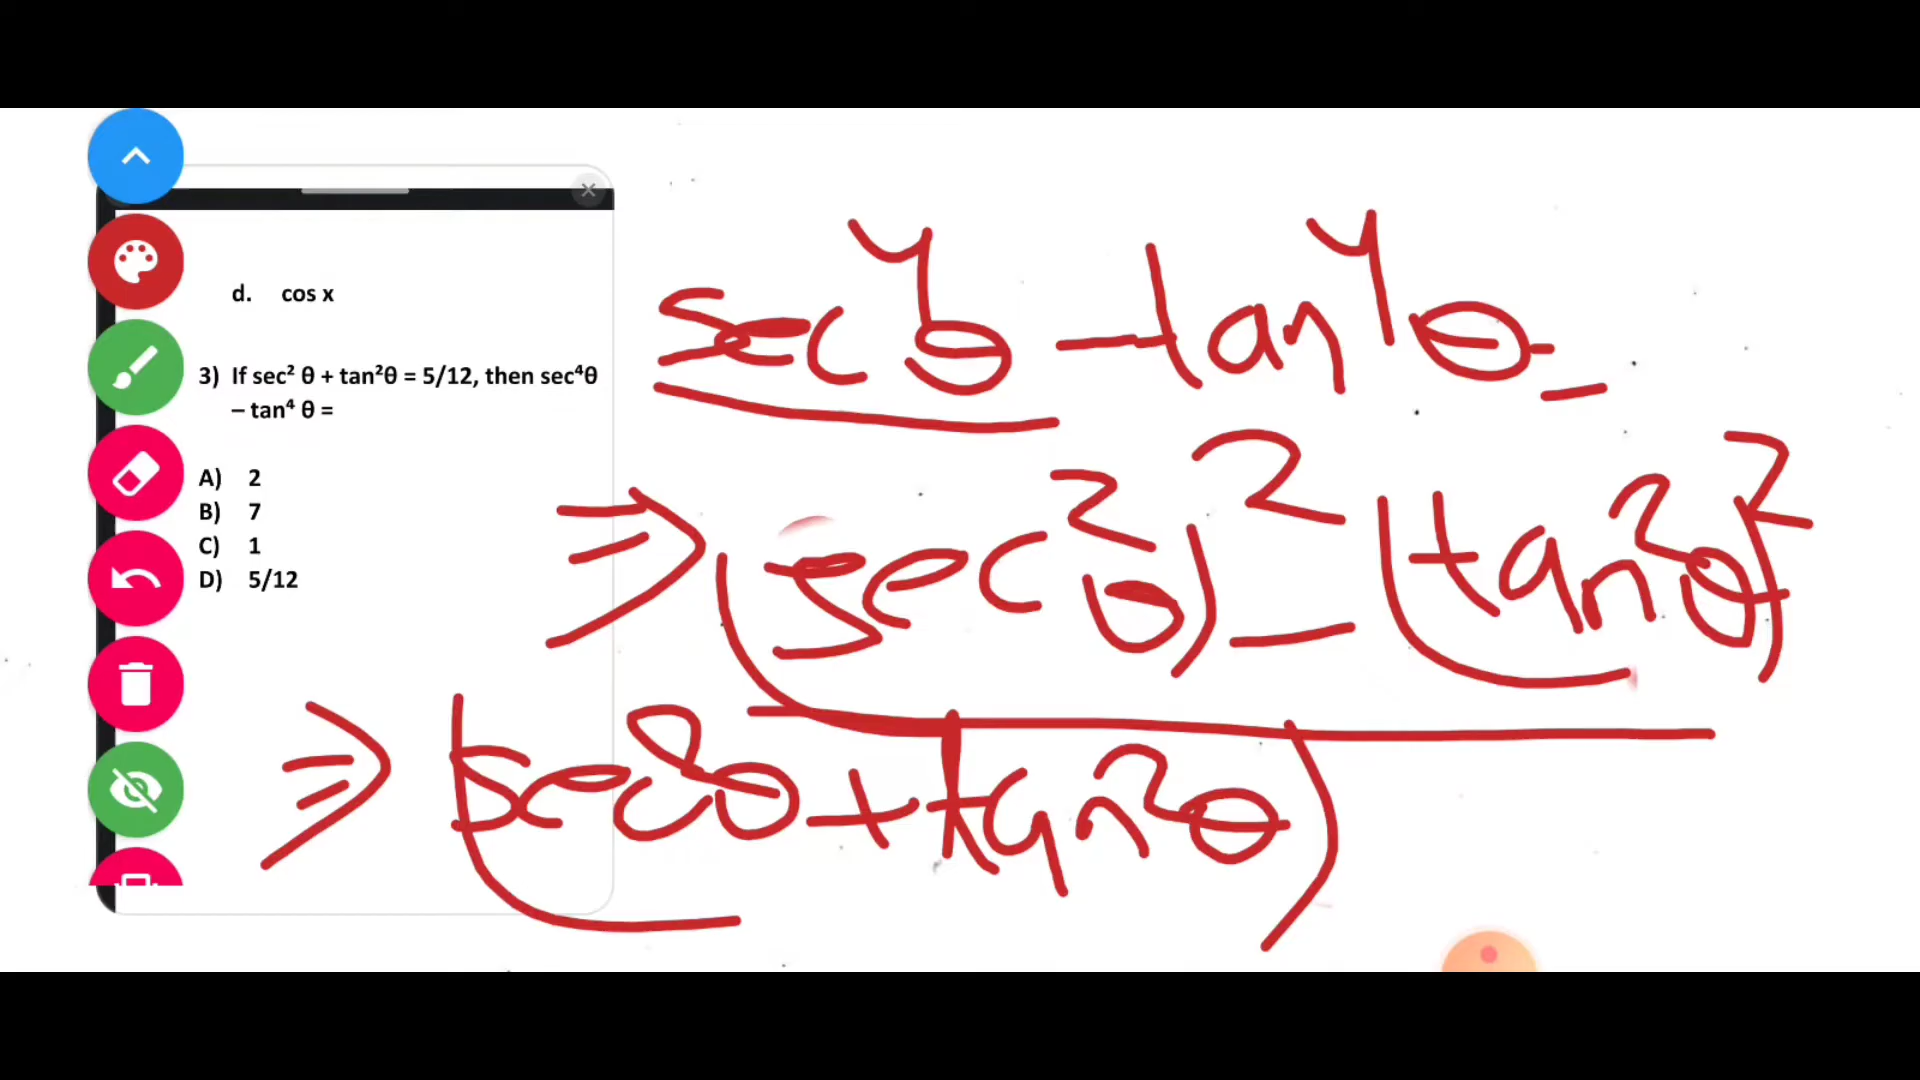 d. cos x
3) If sec² θ + tan²θ = 5/12, then sec⁴θ
– tan⁴ θ =
A) 2
B) 7
C) 1
D) 5/12
sec⁴θ - tan⁴θ =
⇒ (sec²θ)² - (tan²θ)²
⇒ (sec²θ + tan²θ)